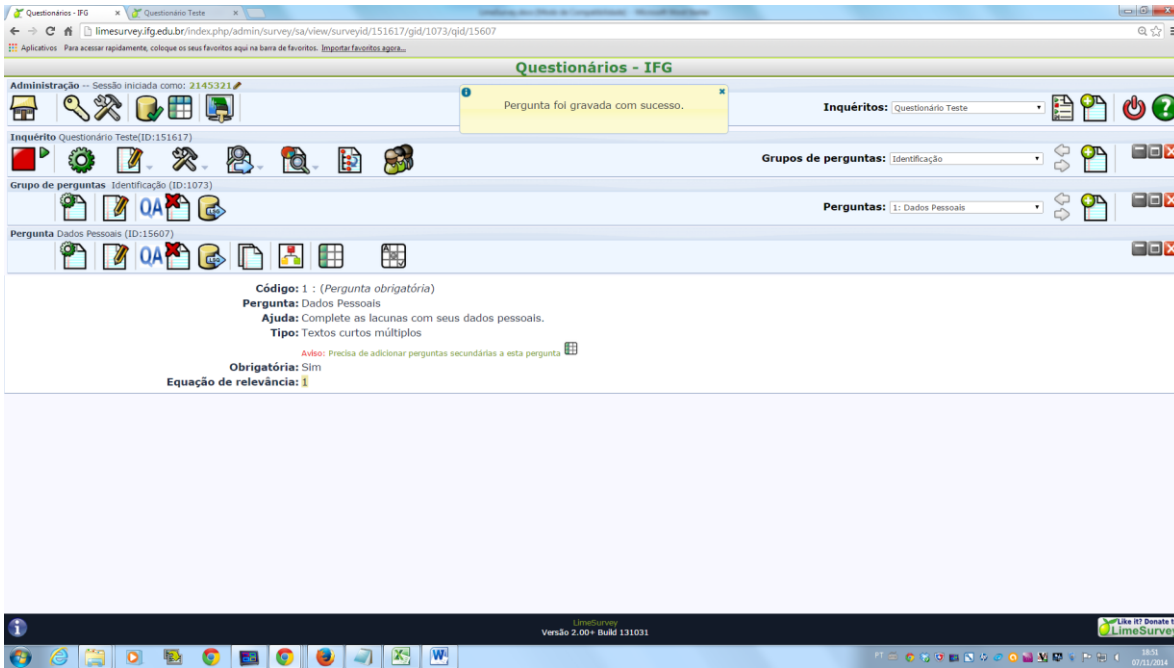 Questionários - IFG
Questionário Teste
limesurvey.ifg.edu.br/index.php/admin/survey/sa/view/surveyid/151617/gid/1073/qid/15607
Aplicativos Para acessar rapidamente, coloque os seus favoritos aqui na barra de favoritos. Importar favoritos agora...
Questionários - IFG
Administração -- Sessão iniciada como: 2145321
Pergunta foi gravada com sucesso.
Inquéritos: Questionário Teste
Inquérito Questionário Teste(ID:151617)
Grupos de perguntas: Identificação
Grupo de perguntas Identificação (ID:1073)
QA
Perguntas: 1: Dados Pessoais
Pergunta Dados Pessoais (ID:15607)
QA
Código: 1 : (Pergunta obrigatória)
Pergunta: Dados Pessoais
Ajuda: Complete as lacunas com seus dados pessoais.
Tipo: Textos curtos múltiplos
Aviso: Precisa de adicionar perguntas secundárias a esta pergunta
Obrigatória: Sim
Equação de relevância: 1
LimeSurvey
Versão 2.00+ Build 131031
Like it? Donate t
LimeSurvey
PT
18:51
07/11/2014